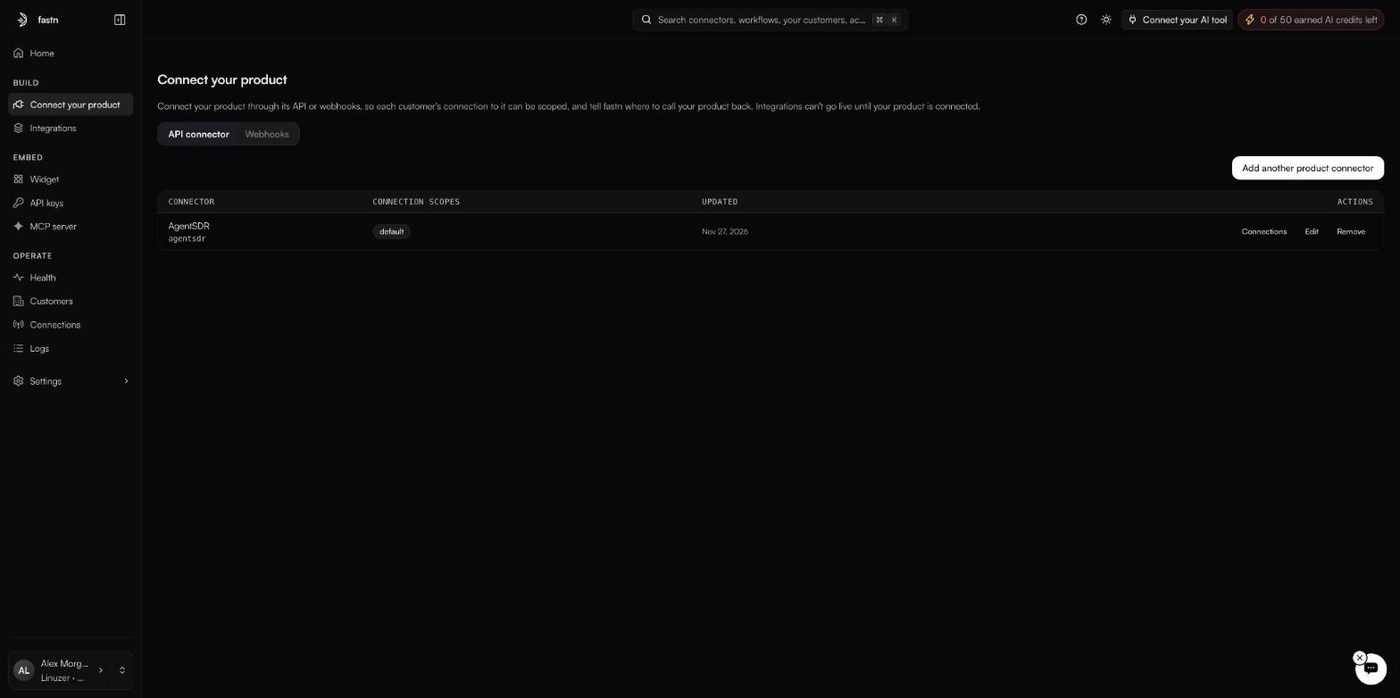 fastn
Search connectors, workflows, your customers, ac... ⌘ K
Connect your AI tool
0 of 50 earned AI credits left
Home
BUILD
Connect your product
Integrations
EMBED
Widget
API keys
MCP server
OPERATE
Health
Customers
Connections
Logs
Settings
AL
Alex Morg...
Linuzer · ...
Connect your product
Connect your product through its API or webhooks, so each customer's connection to it can be scoped, and tell fastn where to call your product back. Integrations can't go live until your product is connected.
API connector Webhooks
Add another product connector
CONNECTOR CONNECTION SCOPES UPDATED ACTIONS
AgentSDR default Nov 27, 2026 Connections Edit Remove
agentsdr